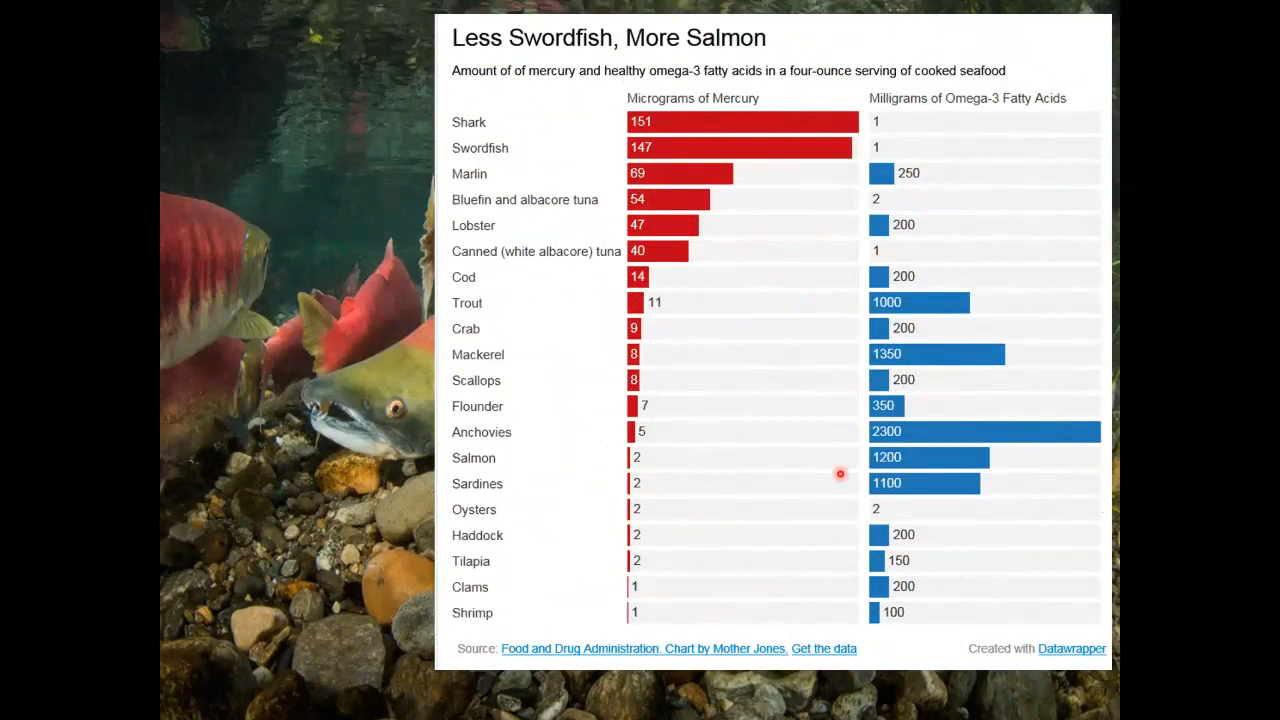 Less Swordfish, More Salmon
Amount of of mercury and healthy omega-3 fatty acids in a four-ounce serving of cooked seafood
Micrograms of Mercury Milligrams of Omega-3 Fatty Acids
Shark 151 1
Swordfish 147 1
Marlin 69 250
Bluefin and albacore tuna 54 2
Lobster 47 200
Canned (white albacore) tuna 40 1
Cod 14 200
Trout 11 1000
Crab 9 200
Mackerel 8 1350
Scallops 8 200
Flounder 7 350
Anchovies 5 2300
Salmon 2 1200
Sardines 2 1100
Oysters 2 2
Haddock 2 200
Tilapia 2 150
Clams 1 200
Shrimp 1 100
Source: Food and Drug Administration. Chart by Mother Jones. Get the data Created with Datawrapper